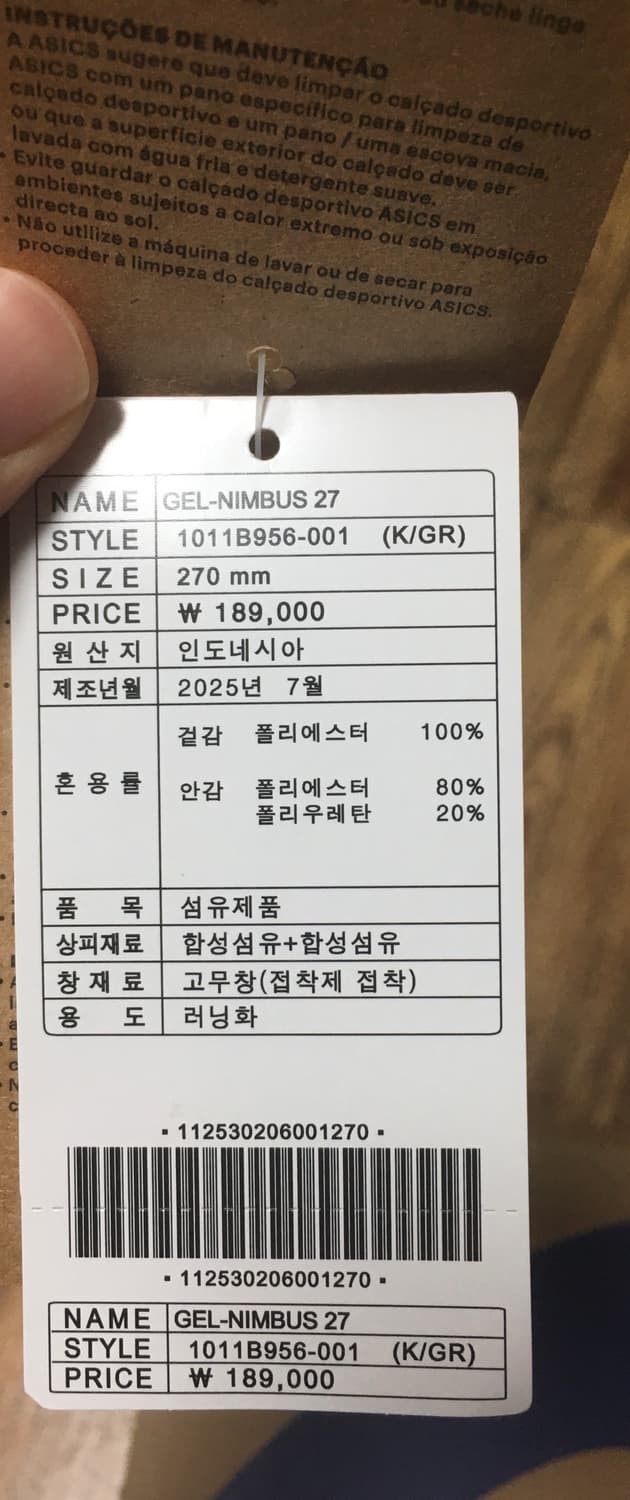 sèche linge
INSTRUÇÕES DE MANUTENÇÃO
A ASICS sugere que deve limpar o calçado desportivo
ASICS com um pano específico para limpeza de
calçado desportivo e um pano / uma escova macia,
ou que a superfície exterior do calçado deve ser
lavada com água fria e detergente suave.
• Evite guardar o calçado desportivo ASICS em
ambientes sujeitos a calor extremo ou sob exposição
directa ao sol.
• Não utilize a máquina de lavar ou de secar para
proceder à limpeza do calçado desportivo ASICS.
NAME GEL-NIMBUS 27
STYLE 1011B956-001 (K/GR)
SIZE 270 mm
PRICE ₩ 189,000
원산지 인도네시아
제조년월 2025년 7월
혼용률 겉감 폴리에스터 100%
안감 폴리에스터 80%
폴리우레탄 20%
품목 섬유제품
상피재료 합성섬유+합성섬유
창재료 고무창(접착제 접착)
용도 러닝화
▪ 112530206001270 ▪
▪ 112530206001270 ▪
NAME GEL-NIMBUS 27
STYLE 1011B956-001 (K/GR)
PRICE ₩ 189,000